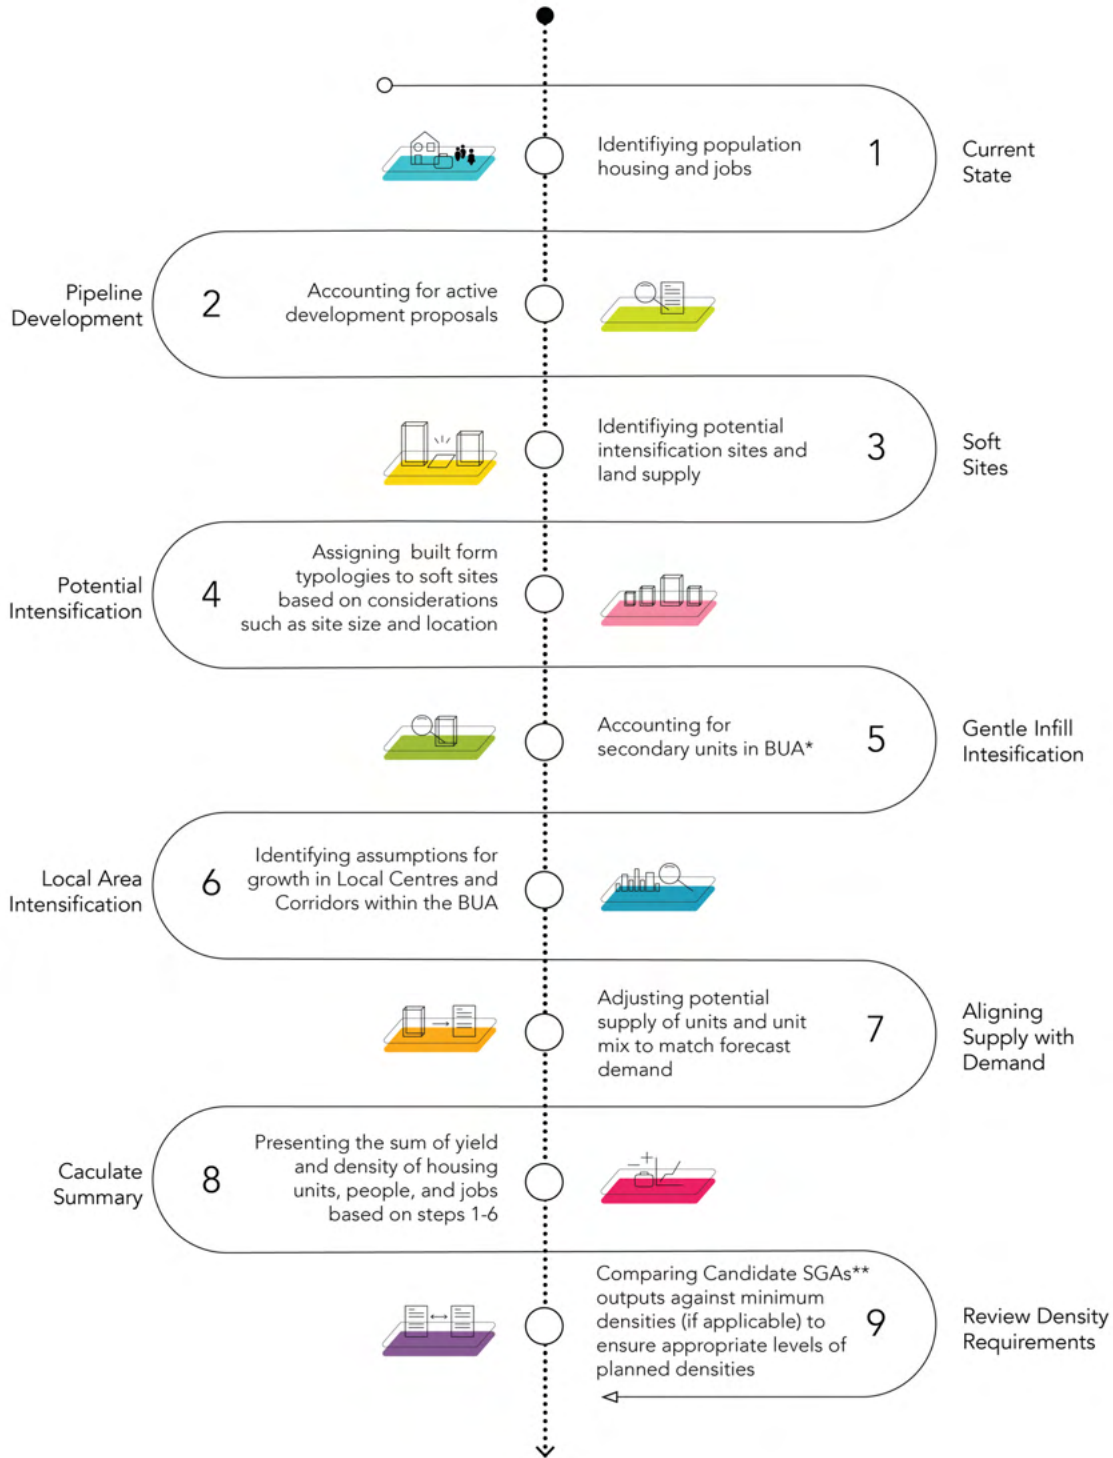 Identifiying population
housing and jobs
1
Current
State
Pipeline
Development
2
Accounting for active
development proposals
Identifying potential
intensification sites and
land supply
3
Soft
Sites
Potential
Intensification
4
Assigning built form
typologies to soft sites
based on considerations
such as site size and location
Accounting for
secondary units in BUA*
5
Gentle Infill
Intesification
Local Area
Intensification
6
Identifying assumptions for
growth in Local Centres and
Corridors within the BUA
Adjusting potential
supply of units and unit
mix to match forecast
demand
7
Aligning
Supply with
Demand
Caculate
Summary
8
Presenting the sum of yield
and density of housing
units, people, and jobs
based on steps 1-6
Comparing Candidate SGAs**
outputs against minimum
densities (if applicable) to
ensure appropriate levels of
planned densities
9
Review Density
Requirements